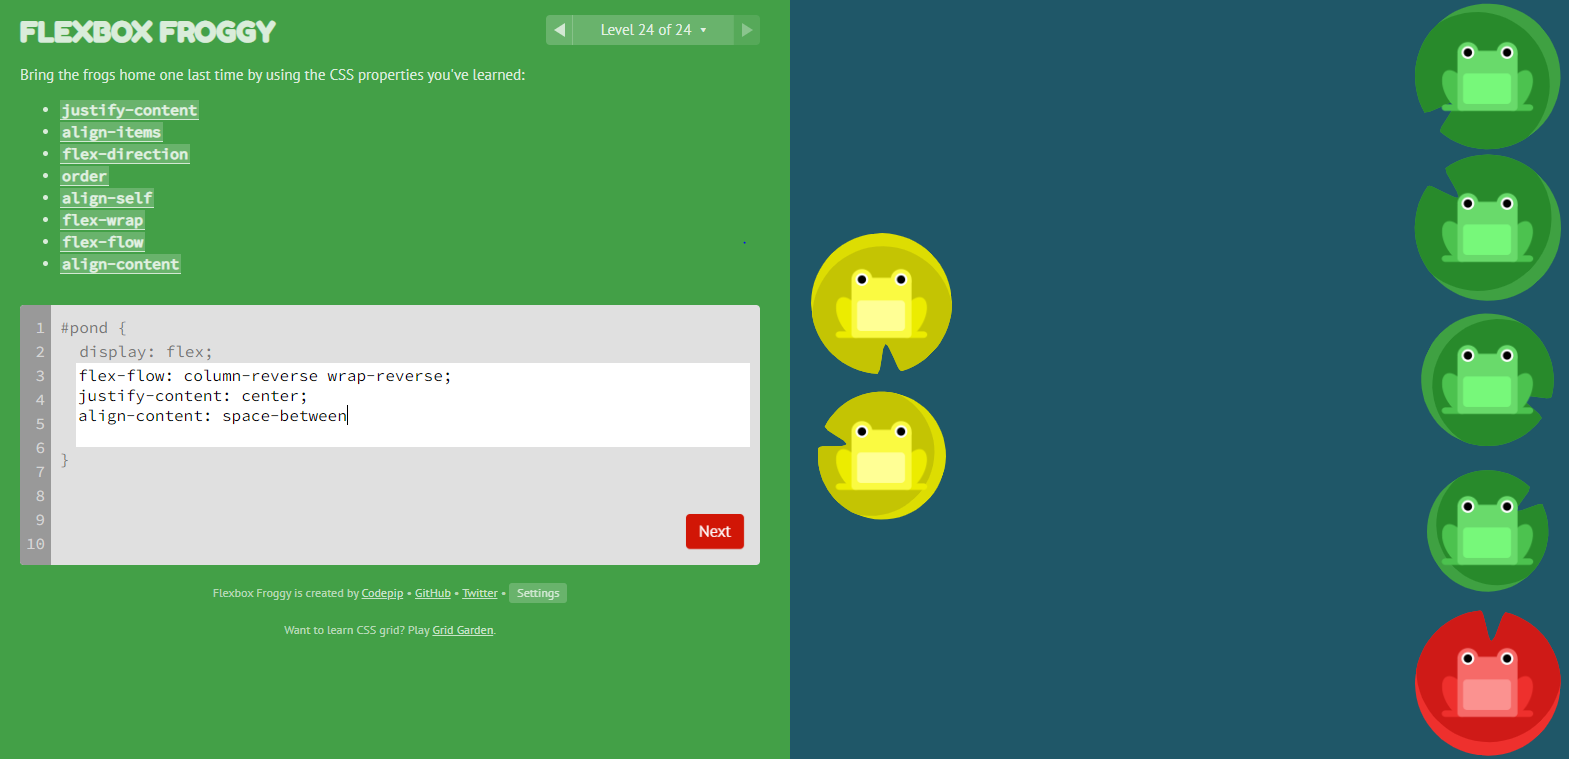 FLEXBOX FROGGY
◀ Level 24 of 24 ▾ ▶
Bring the frogs home one last time by using the CSS properties you've learned:
• justify-content
• align-items
• flex-direction
• order
• align-self
• flex-wrap
• flex-flow
• align-content
1 #pond {
2 display: flex;
3 flex-flow: column-reverse wrap-reverse;
4 justify-content: center;
5 align-content: space-between
6 }
7
8
9
10
Next
Flexbox Froggy is created by Codepip • GitHub • Twitter • Settings
Want to learn CSS grid? Play Grid Garden.